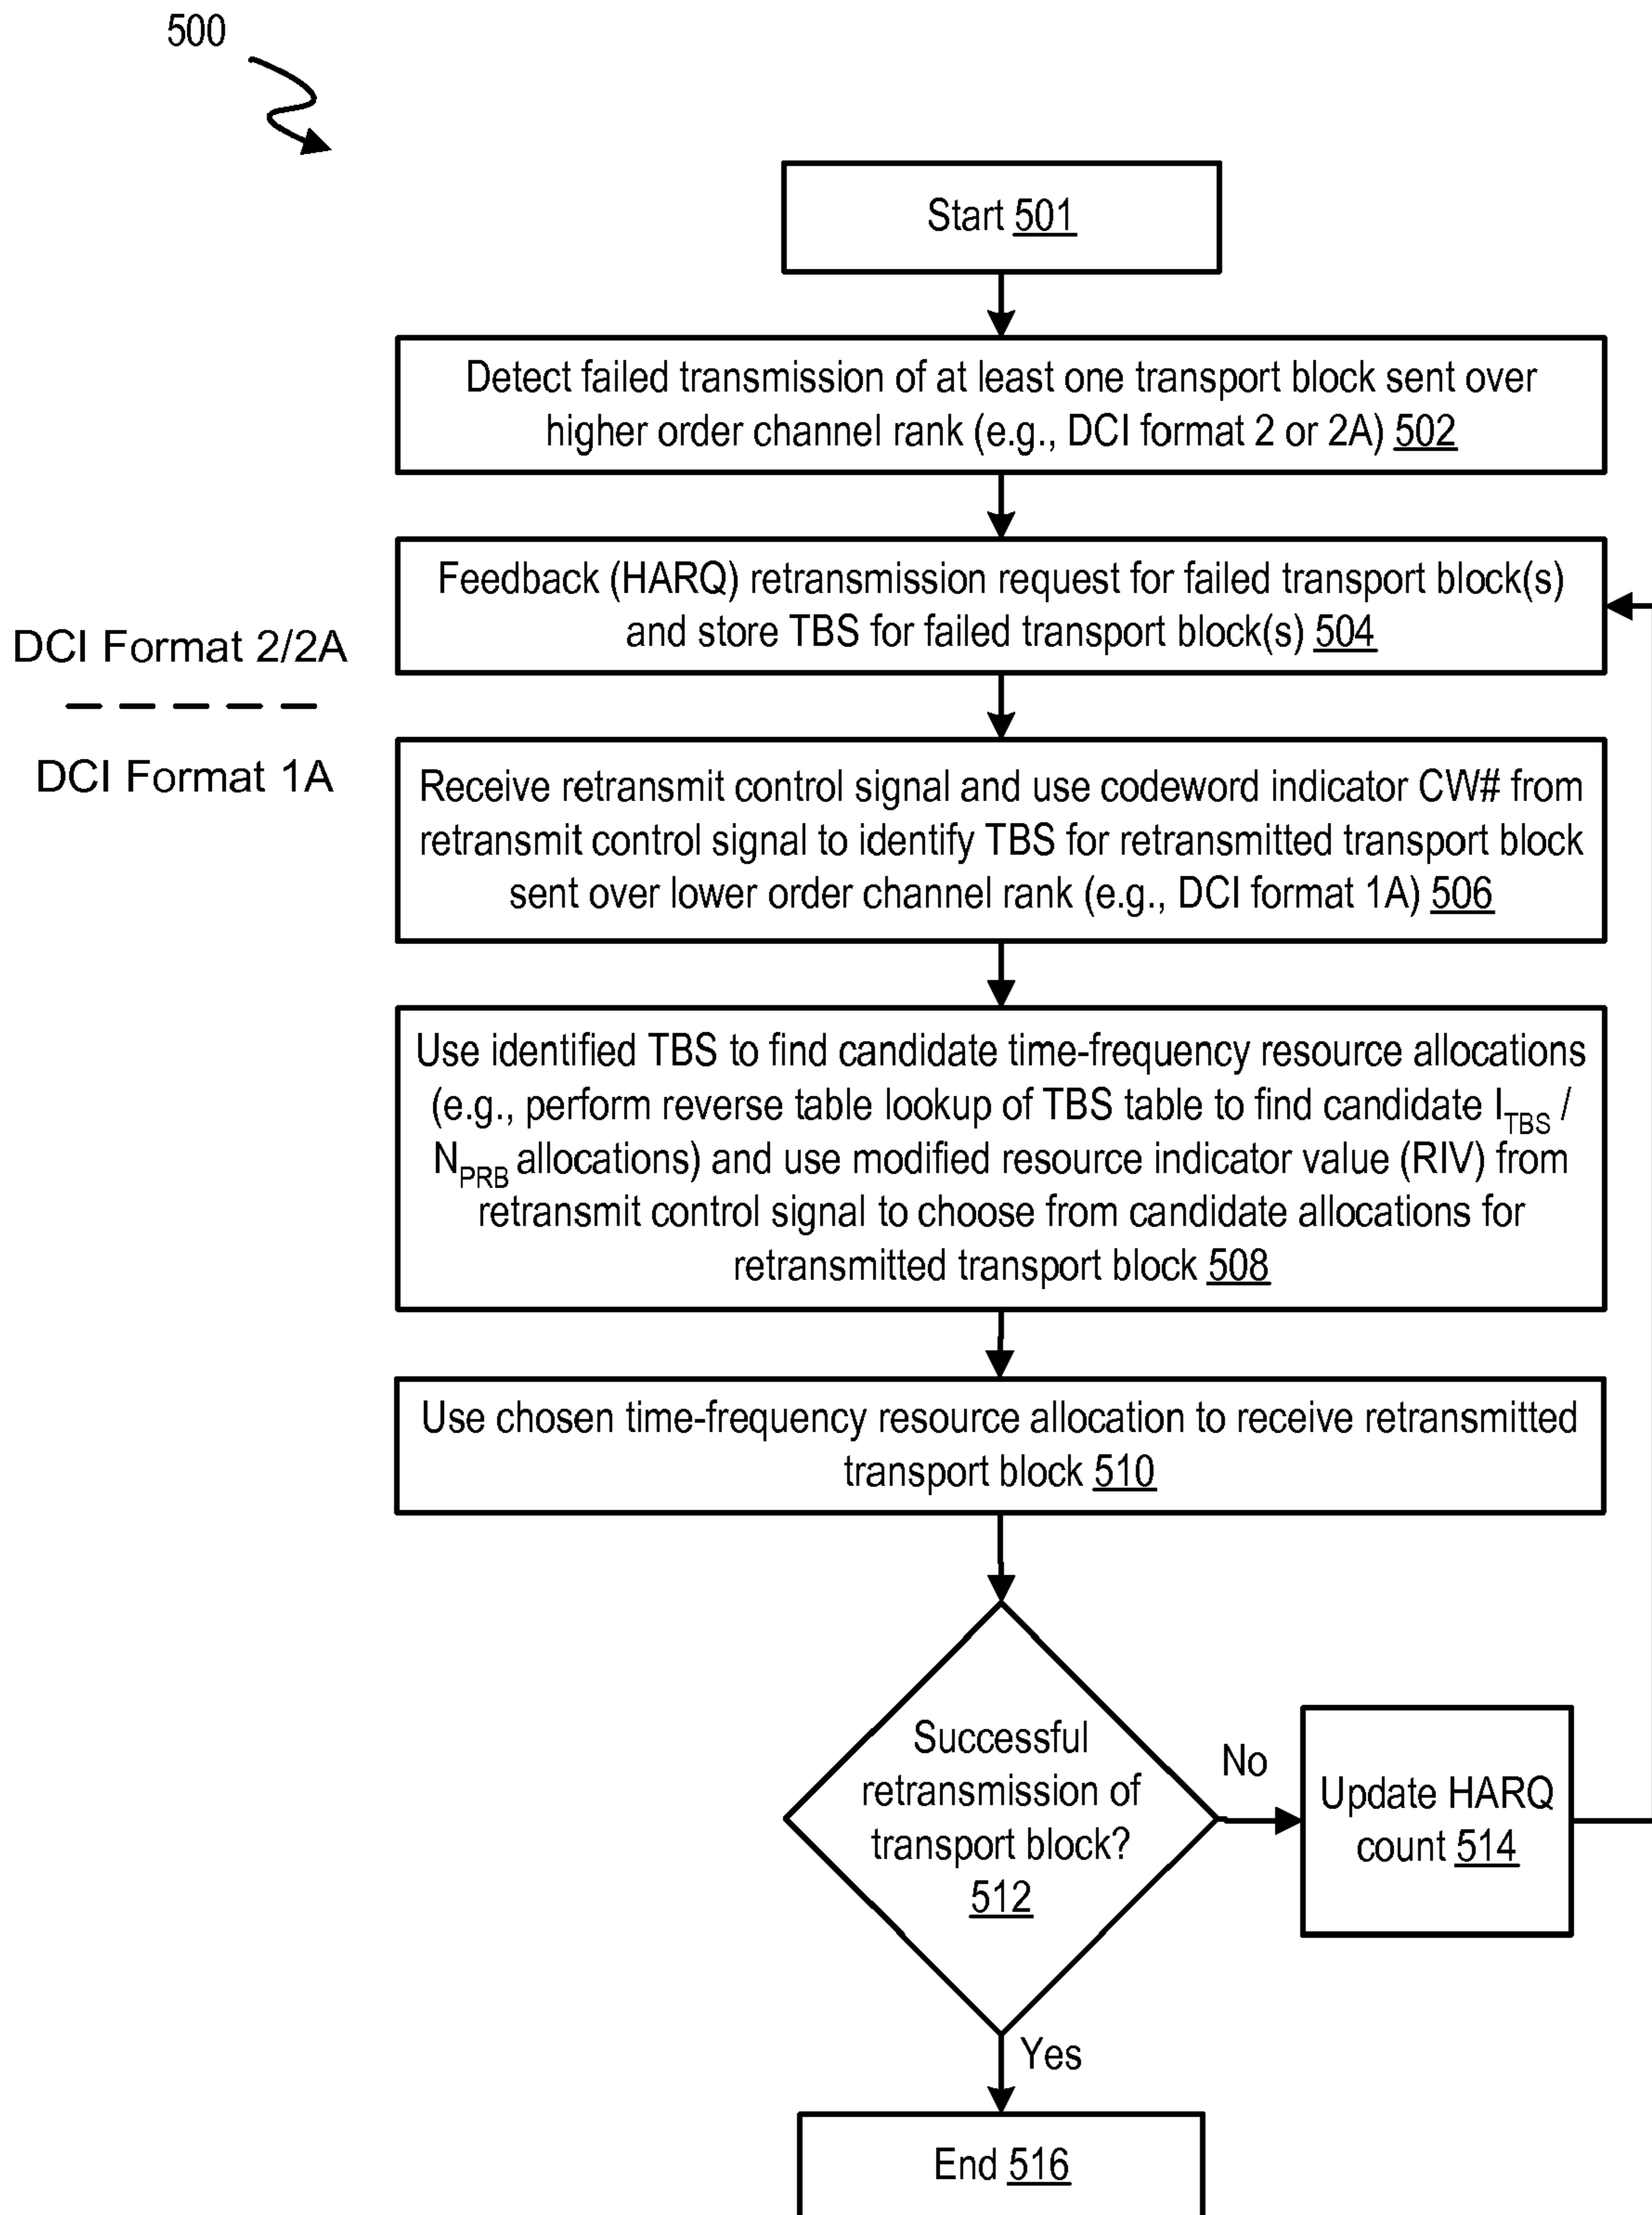 500
Start 501
Detect failed transmission of at least one transport block sent over
higher order channel rank (e.g., DCI format 2 or 2A) 502
Feedback (HARQ) retransmission request for failed transport block(s)
and store TBS for failed transport block(s) 504
DCI Format 2/2A
DCI Format 1A
Receive retransmit control signal and use codeword indicator CW# from
retransmit control signal to identify TBS for retransmitted transport block
sent over lower order channel rank (e.g., DCI format 1A) 506
Use identified TBS to find candidate time-frequency resource allocations
(e.g., perform reverse table lookup of TBS table to find candidate I_TBS /
N_PRB allocations) and use modified resource indicator value (RIV) from
retransmit control signal to choose from candidate allocations for
retransmitted transport block 508
Use chosen time-frequency resource allocation to receive retransmitted
transport block 510
Successful
retransmission of
transport block?
512
No
Update HARQ
count 514
Yes
End 516